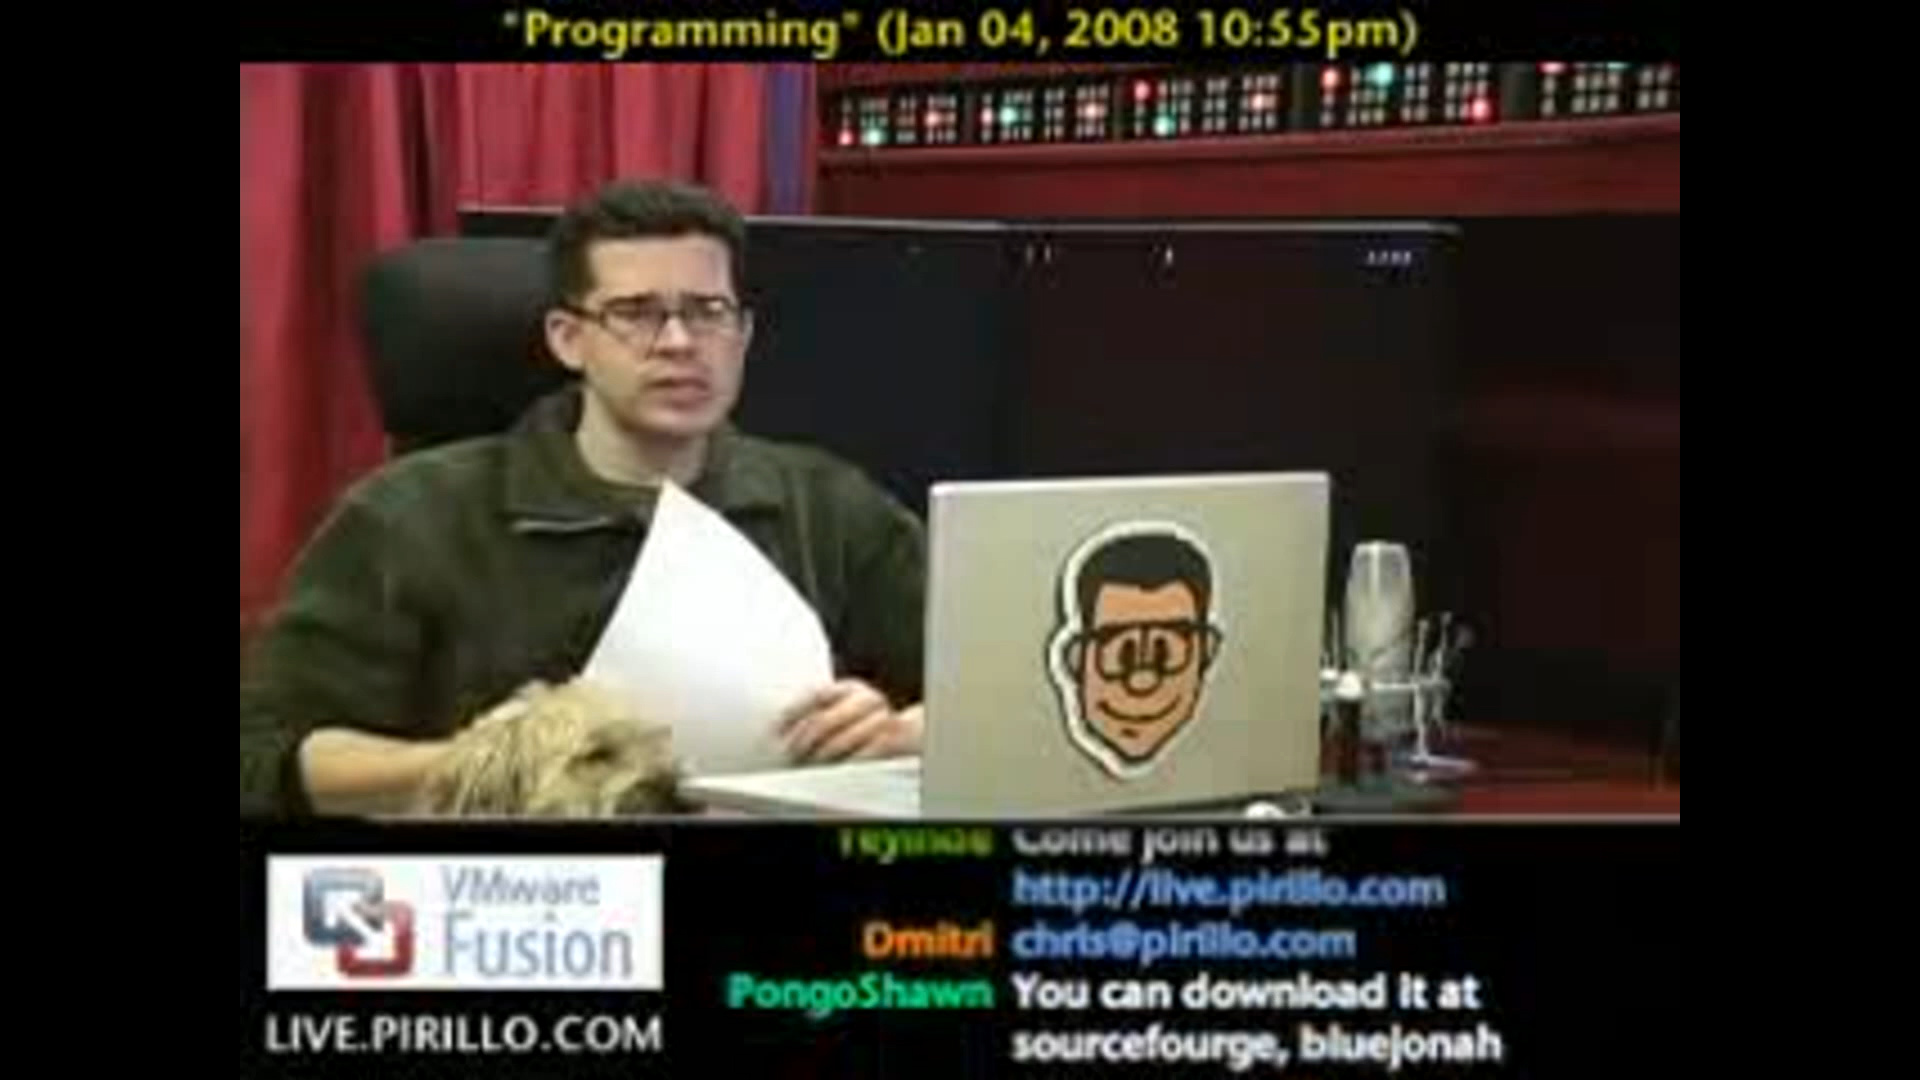 "Programming" (Jan 04, 2008 10:55pm)
VMware
Fusion
LIVE.PIRILLO.COM
Come join us at
http://live.pirillo.com
Dmitri chris@pirillo.com
PongoShawn You can download it at
sourcefourge, bluejonah